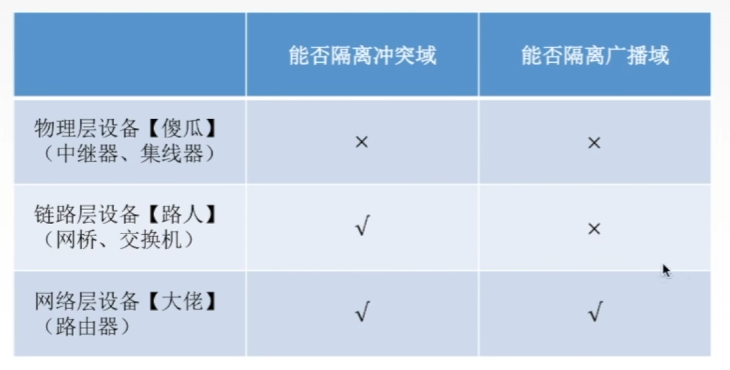 能否隔离冲突域
能否隔离广播域
物理层设备【傻瓜】
（中继器、集线器）
×
×
链路层设备【路人】
（网桥、交换机）
√
×
网络层设备【大佬】
（路由器）
√
√